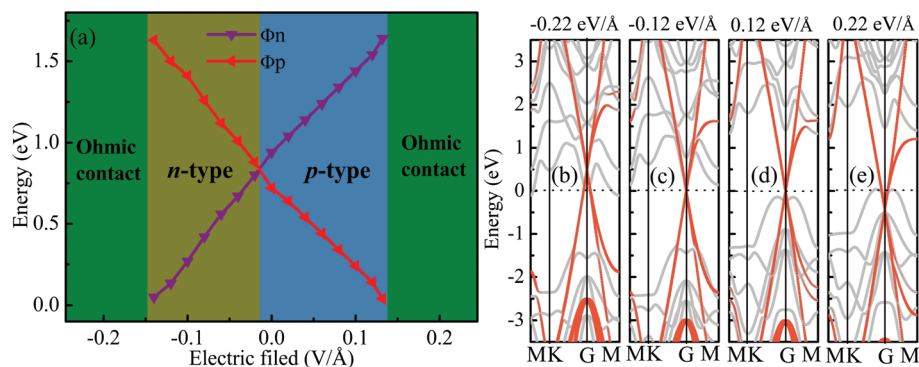 (a)
Φn
Φp
Ohmic
contact
n-type
p-type
Ohmic
contact
Energy (eV)
1.5
1.0
0.5
0.0
-0.2
-0.1
0.0
0.1
0.2
Electric filed (V/Å)
-0.22 eV/Å
-0.12 eV/Å
0.12 eV/Å
0.22 eV/Å
Energy (eV)
3
2
1
0
-1
-2
-3
(b)
(c)
(d)
(e)
MK G M
MK G M
MK G M
MK G M